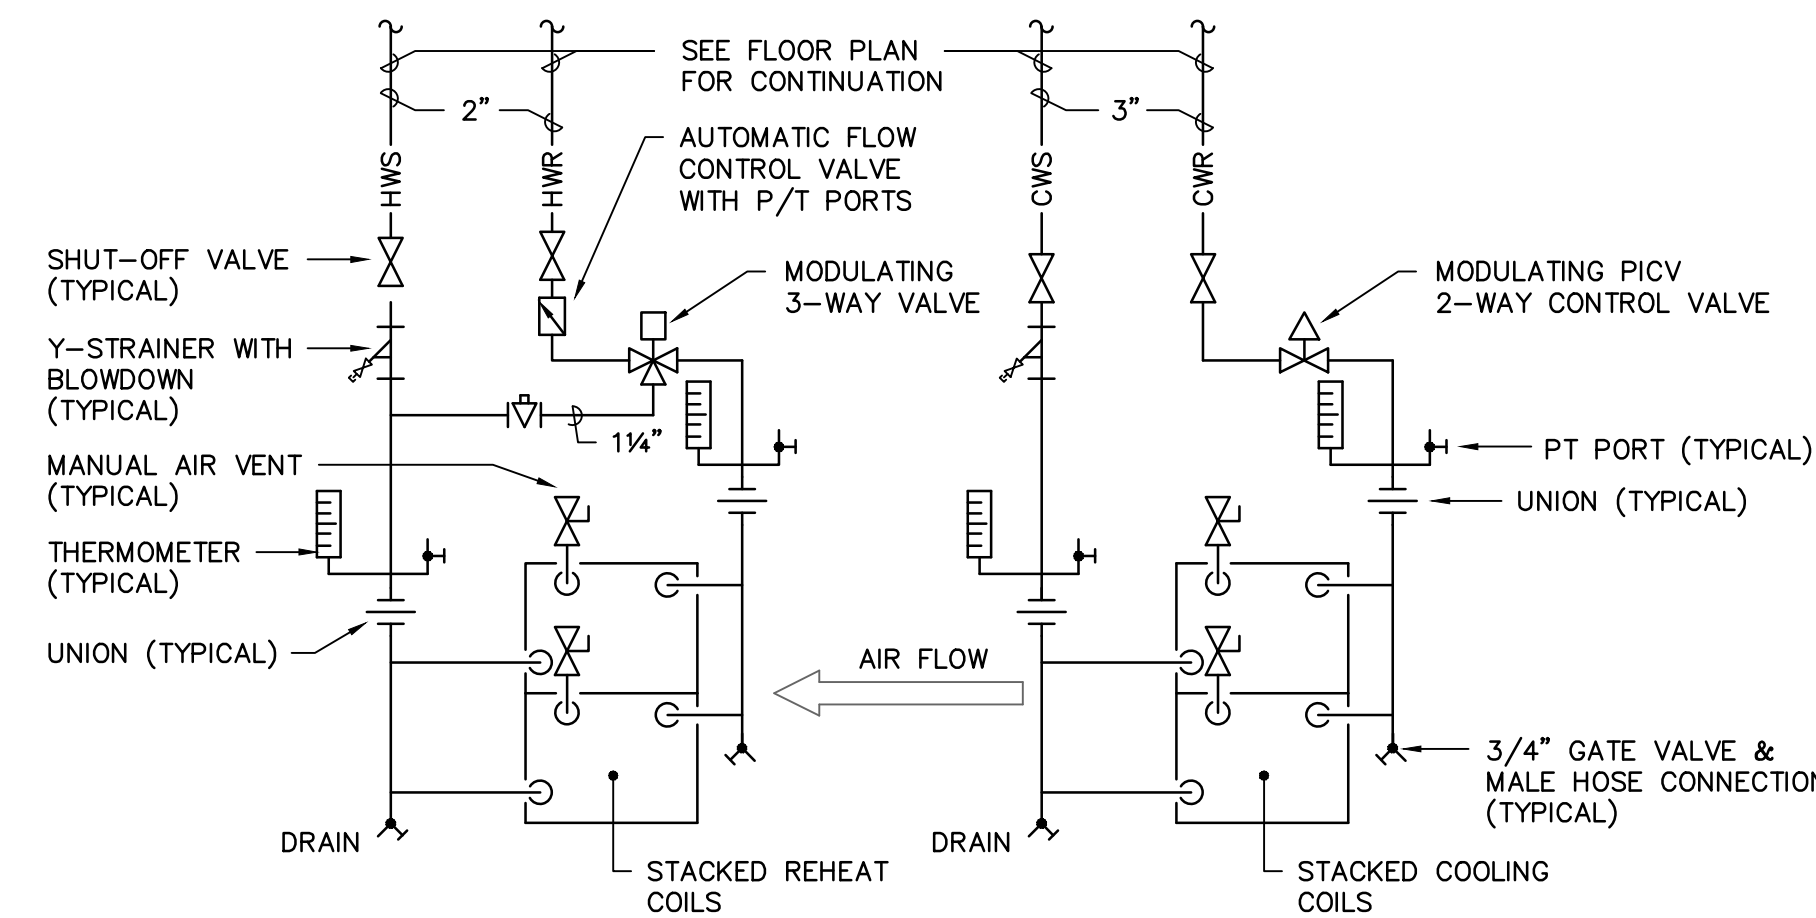 SEE FLOOR PLAN
FOR CONTINUATION
2"
3"
AUTOMATIC FLOW
CONTROL VALVE
WITH P/T PORTS
HWS
HWR
CWS
CWR
SHUT-OFF VALVE
(TYPICAL)
MODULATING
3-WAY VALVE
MODULATING PICV
2-WAY CONTROL VALVE
Y-STRAINER WITH
BLOWDOWN
(TYPICAL)
1¼"
PT PORT (TYPICAL)
MANUAL AIR VENT
(TYPICAL)
UNION (TYPICAL)
THERMOMETER
(TYPICAL)
UNION (TYPICAL)
AIR FLOW
3/4" GATE VALVE &
MALE HOSE CONNECTION
(TYPICAL)
DRAIN
DRAIN
STACKED REHEAT
COILS
STACKED COOLING
COILS